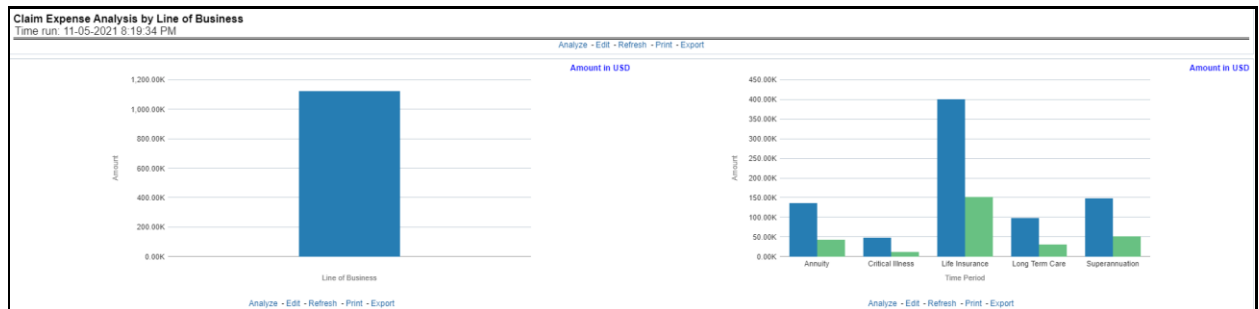 Claim Expense Analysis by Line of Business
Time run: 11-05-2021 8:19:34 PM
Analyze - Edit - Refresh - Print - Export
Amount in USD
1,200.00K
1,000.00K
800.00K
600.00K
400.00K
200.00K
0.00K
Amount
Line of Business
Analyze - Edit - Refresh - Print - Export
Amount in USD
450.00K
400.00K
350.00K
300.00K
250.00K
200.00K
150.00K
100.00K
50.00K
0.00K
Amount
Annuity
Critical Illness
Life Insurance
Long Term Care
Superannuation
Time Period
Analyze - Edit - Refresh - Print - Export